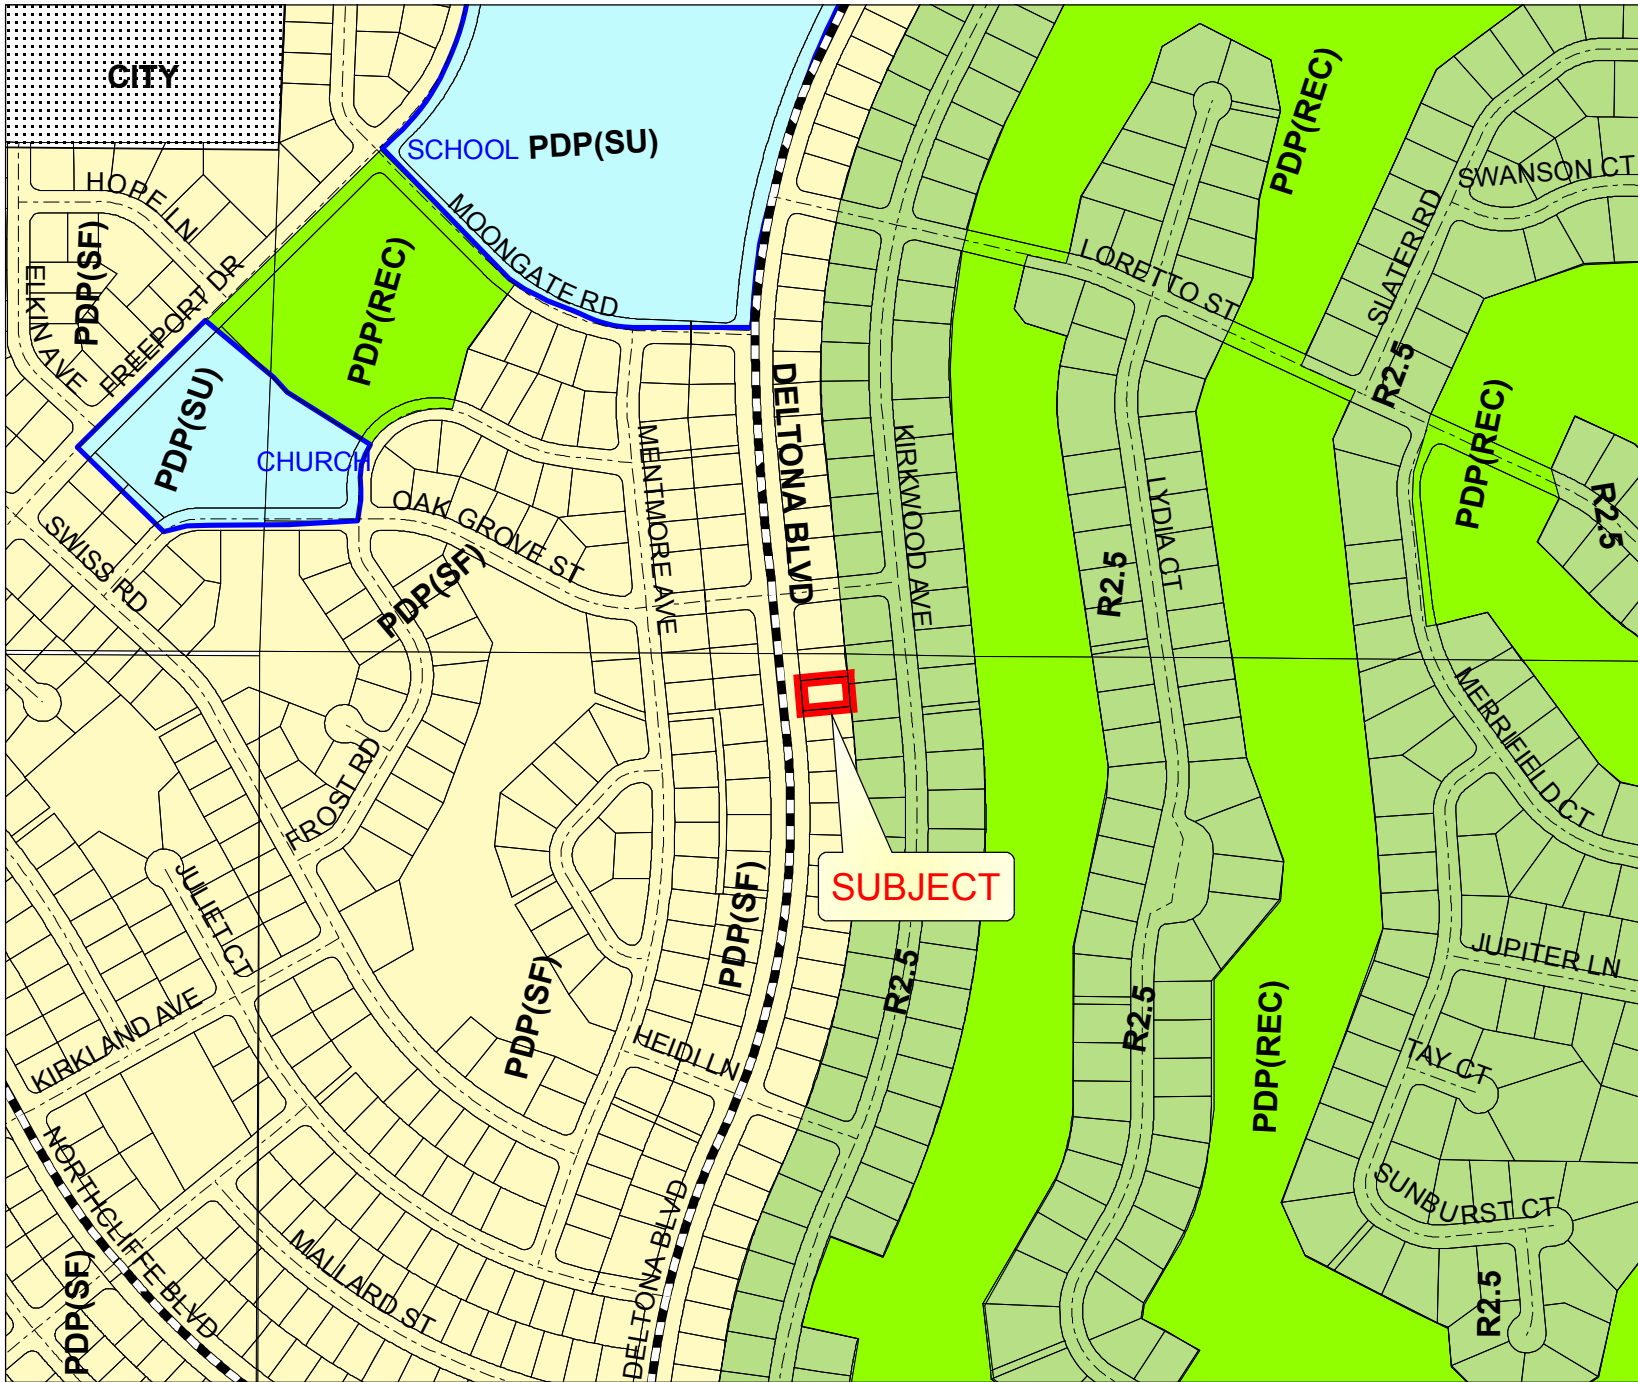 CITY
SCHOOL PDP(SU)
PDP(REC)
SWANSON CT
HOPE LN
MOONGATE RD
SLATER RD
LORETTO ST
PDP(SF)
ELKIN AVE
FREEPORT DR
PDP(REC)
R2.5
PDP(SU)
CHURCH
DELTONA BLVD
MENTMORE AVE
KIRKWOOD AVE
LYDIA CT
PDP(REC)
R2.5
OAK GROVE ST
SWISS RD
PDP(SF)
R2.5
MERRIFIELD CT
FROST RD
JULIET CT
SUBJECT
PDP(SF)
JUPITER LN
KIRKLAND AVE
PDP(SF)
R2.5
R2.5
PDP(REC)
HEIDI LN
TAY CT
NORTHCLIFFE BLVD
SUNBURST CT
MALLARD ST
DELTONA BLVD
PDP(SF)
R2.5